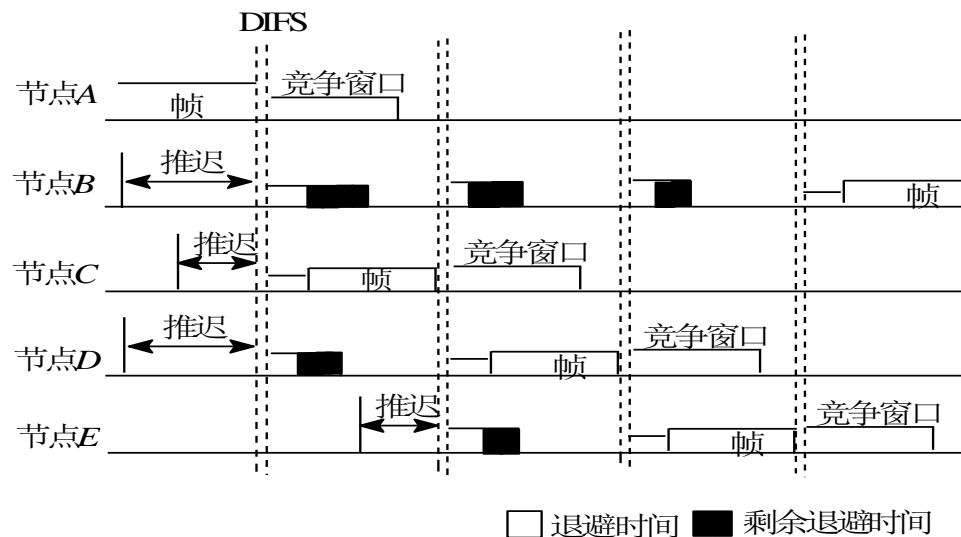 DIFS
节点A
帧
竞争窗口
节点B
推迟
帧
节点C
推迟
帧
竞争窗口
节点D
推迟
帧
竞争窗口
节点E
推迟
帧
竞争窗口
退避时间 剩余退避时间